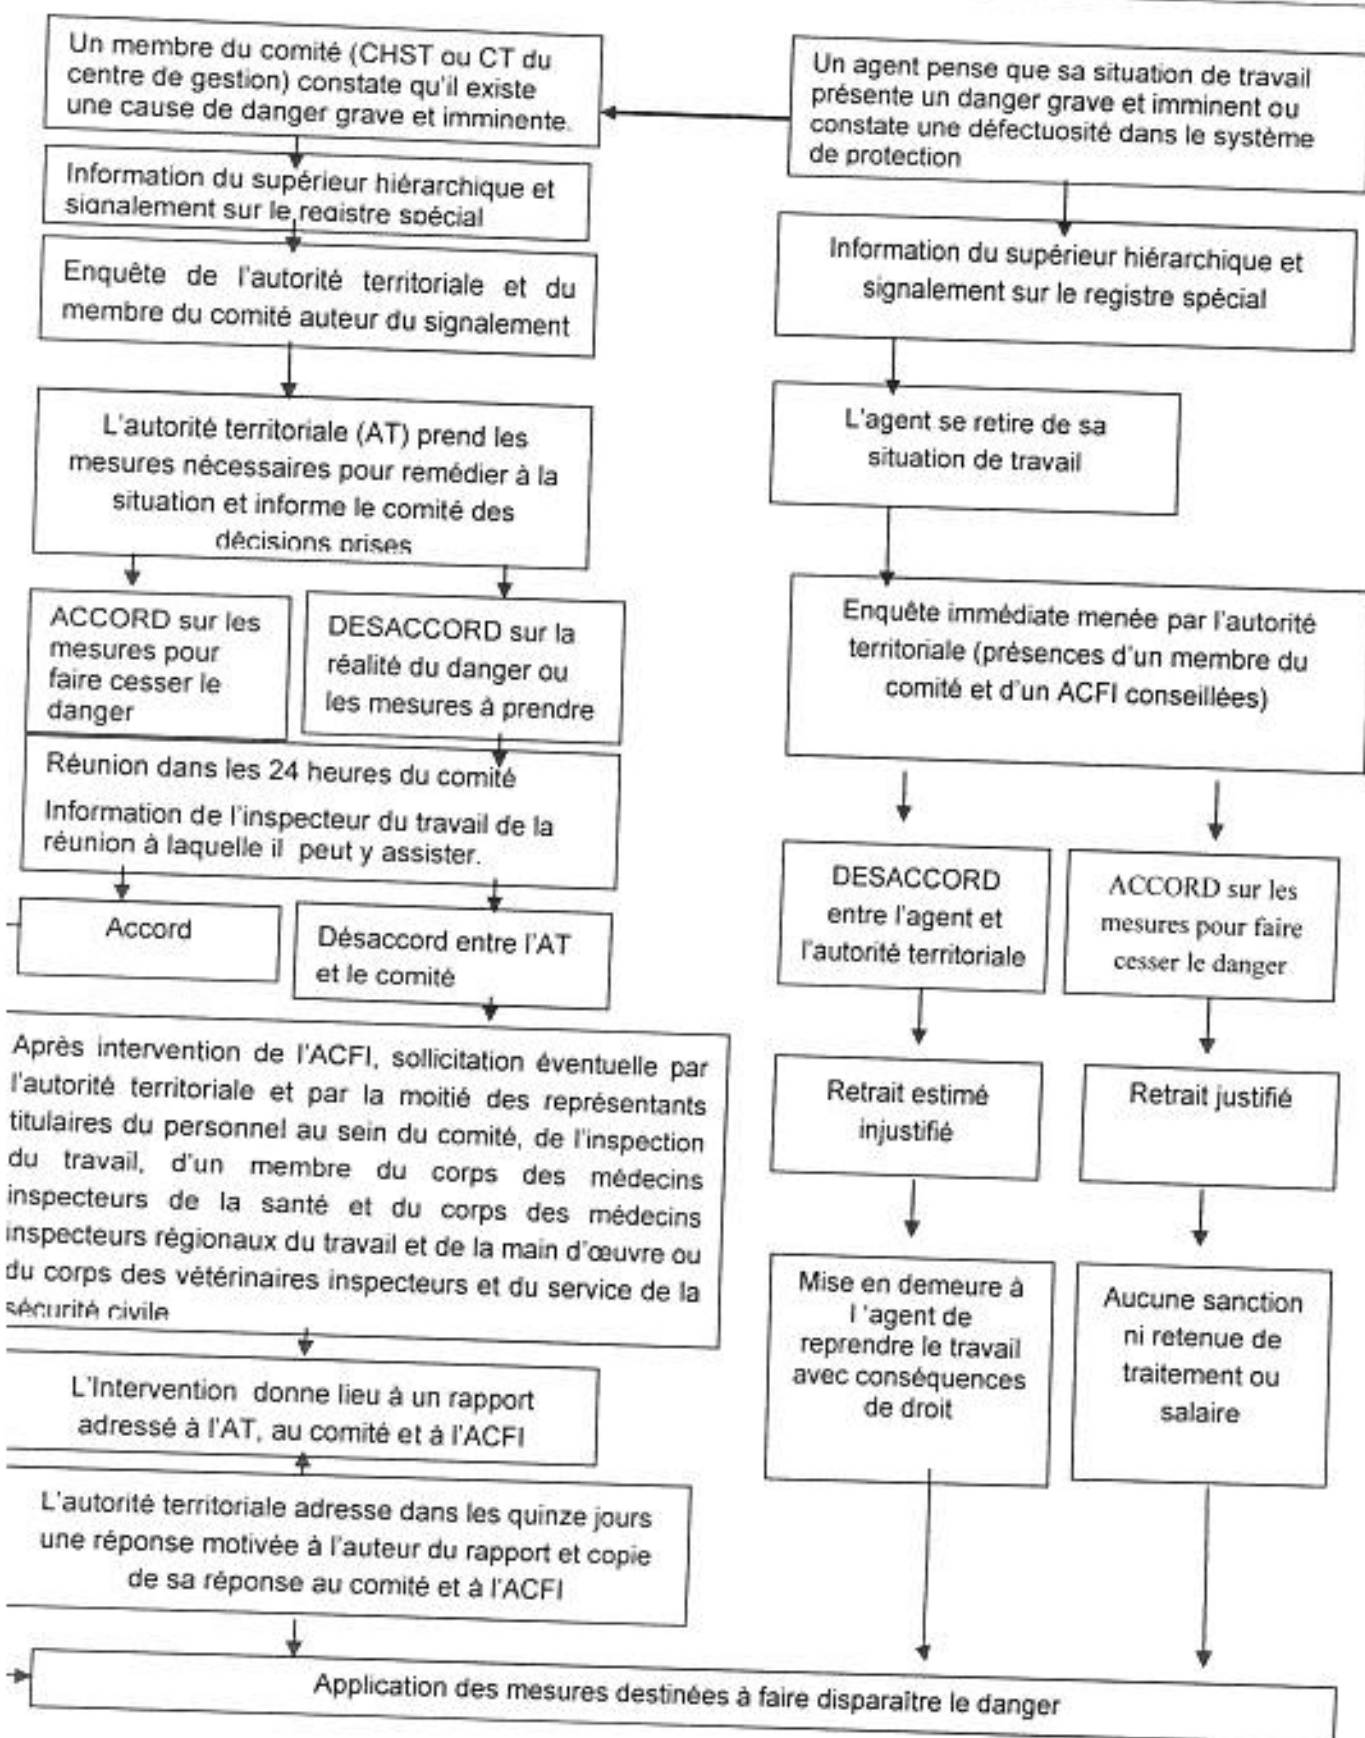 Un membre du comité (CHST ou CT du
centre de gestion) constate qu'il existe
une cause de danger grave et imminente.
Information du supérieur hiérarchique et
signalement sur le registre spécial
Enquête de l'autorité territoriale et du
membre du comité auteur du signalement
L'autorité territoriale (AT) prend les
mesures nécessaires pour remédier à la
situation et informe le comité des
décisions prises
ACCORD sur les
mesures pour
faire cesser le
danger
DESACCORD sur la
réalité du danger ou
les mesures à prendre
Réunion dans les 24 heures du comité
Information de l'inspecteur du travail de la
réunion à laquelle il peut y assister.
Accord
Désaccord entre l'AT
et le comité
Après intervention de l'ACFI, sollicitation éventuelle par
l'autorité territoriale et par la moitié des représentants
titulaires du personnel au sein du comité, de l'inspection
du travail, d'un membre du corps des médecins
inspecteurs de la santé et du corps des médecins
inspecteurs régionaux du travail et de la main d'œuvre ou
du corps des vétérinaires inspecteurs et du service de la
sécurité civile
L'Intervention donne lieu à un rapport
adressé à l'AT, au comité et à l'ACFI
L'autorité territoriale adresse dans les quinze jours
une réponse motivée à l'auteur du rapport et copie
de sa réponse au comité et à l'ACFI
Un agent pense que sa situation de travail
présente un danger grave et imminent ou
constate une défectuosité dans le système
de protection
Information du supérieur hiérarchique et
signalement sur le registre spécial
L'agent se retire de sa
situation de travail
Enquête immédiate menée par l'autorité
territoriale (présences d'un membre du
comité et d'un ACFI conseillées)
DESACCORD
entre l'agent et
l'autorité territoriale
ACCORD sur les
mesures pour faire
cesser le danger
Retrait estimé
injustifié
Retrait justifié
Mise en demeure à
l 'agent de
reprendre le travail
avec conséquences
de droit
Aucune sanction
ni retenue de
traitement ou
salaire
Application des mesures destinées à faire disparaître le danger